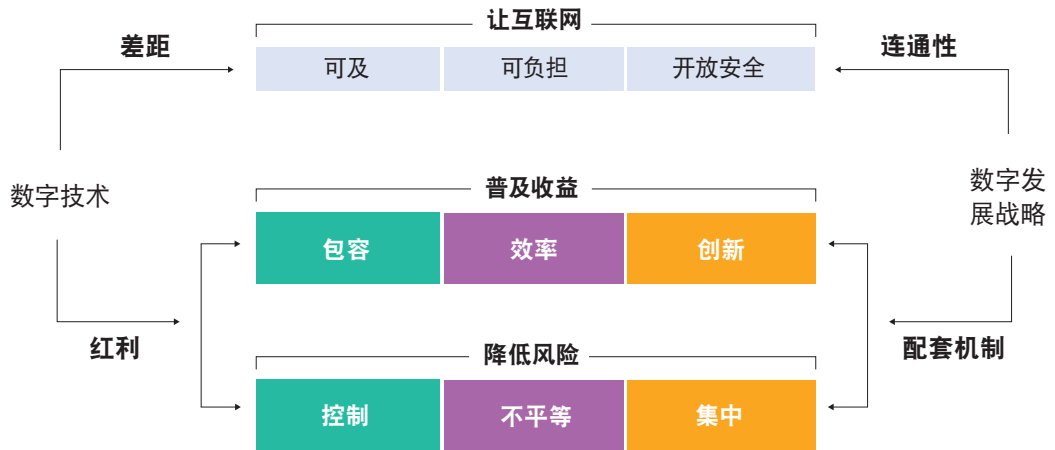 让互联网
差距
连通性
可及
可负担
开放安全
数字技术
普及收益
数字发
展战略
包容
效率
创新
红利
配套机制
降低风险
控制
不平等
集中